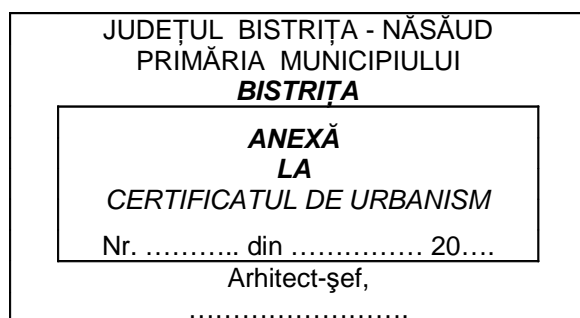 JUDEȚUL BISTRIȚA - NĂSĂUD
PRIMĂRIA MUNICIPIULUI
BISTRIȚA
ANEXĂ
LA
CERTIFICATUL DE URBANISM
Nr. ……….. din …………… 20….
Arhitect-şef,
…………………….